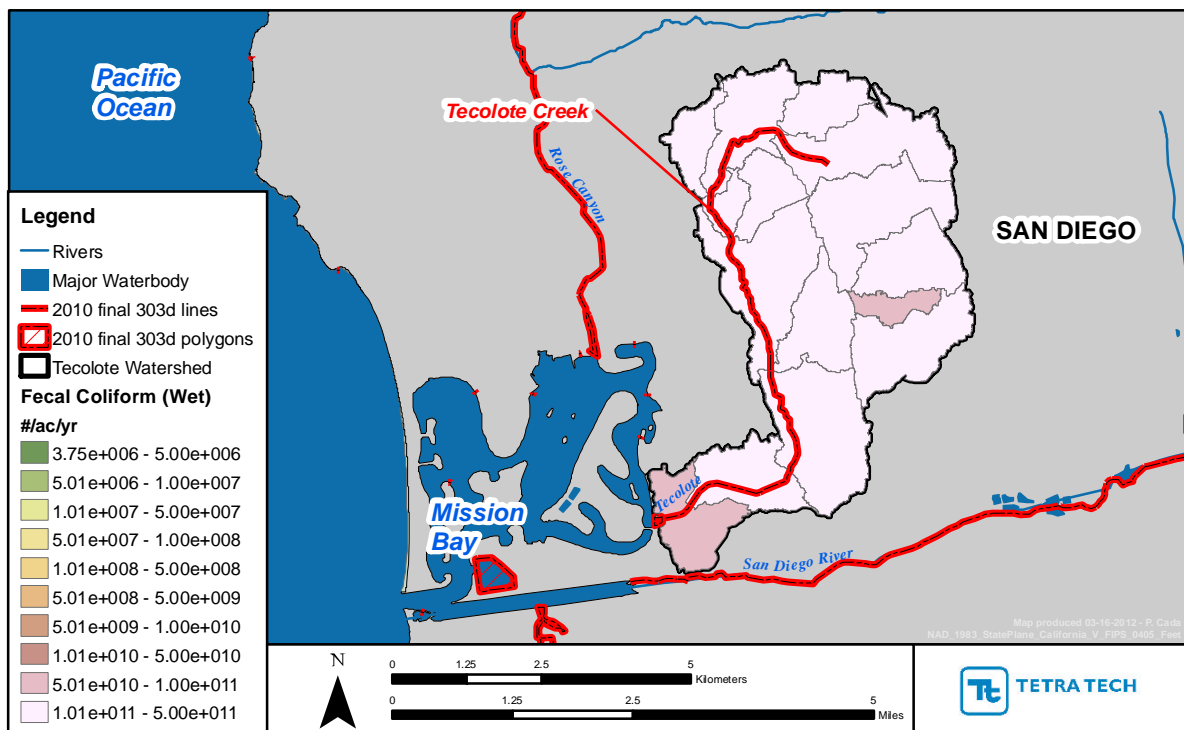 Pacific
Ocean
Tecolote Creek
Rose Canyon
SAN DIEGO
Tecolote
Mission
Bay
San Diego River
Legend
Rivers
Major Waterbody
2010 final 303d lines
2010 final 303d polygons
Tecolote Watershed
Fecal Coliform (Wet)
#/ac/yr
3.75e+006 - 5.00e+006
5.01e+006 - 1.00e+007
1.01e+007 - 5.00e+007
5.01e+007 - 1.00e+008
1.01e+008 - 5.00e+008
5.01e+008 - 5.00e+009
5.01e+009 - 1.00e+010
1.01e+010 - 5.00e+010
5.01e+010 - 1.00e+011
1.01e+011 - 5.00e+011
Map produced 03-16-2012 - P. Cada
NAD_1983_StatePlane_California_V_FIPS_0405_Feet
N
0 1.25 2.5 5
Kilometers
0 1.25 2.5 5
Miles
Tt TETRA TECH